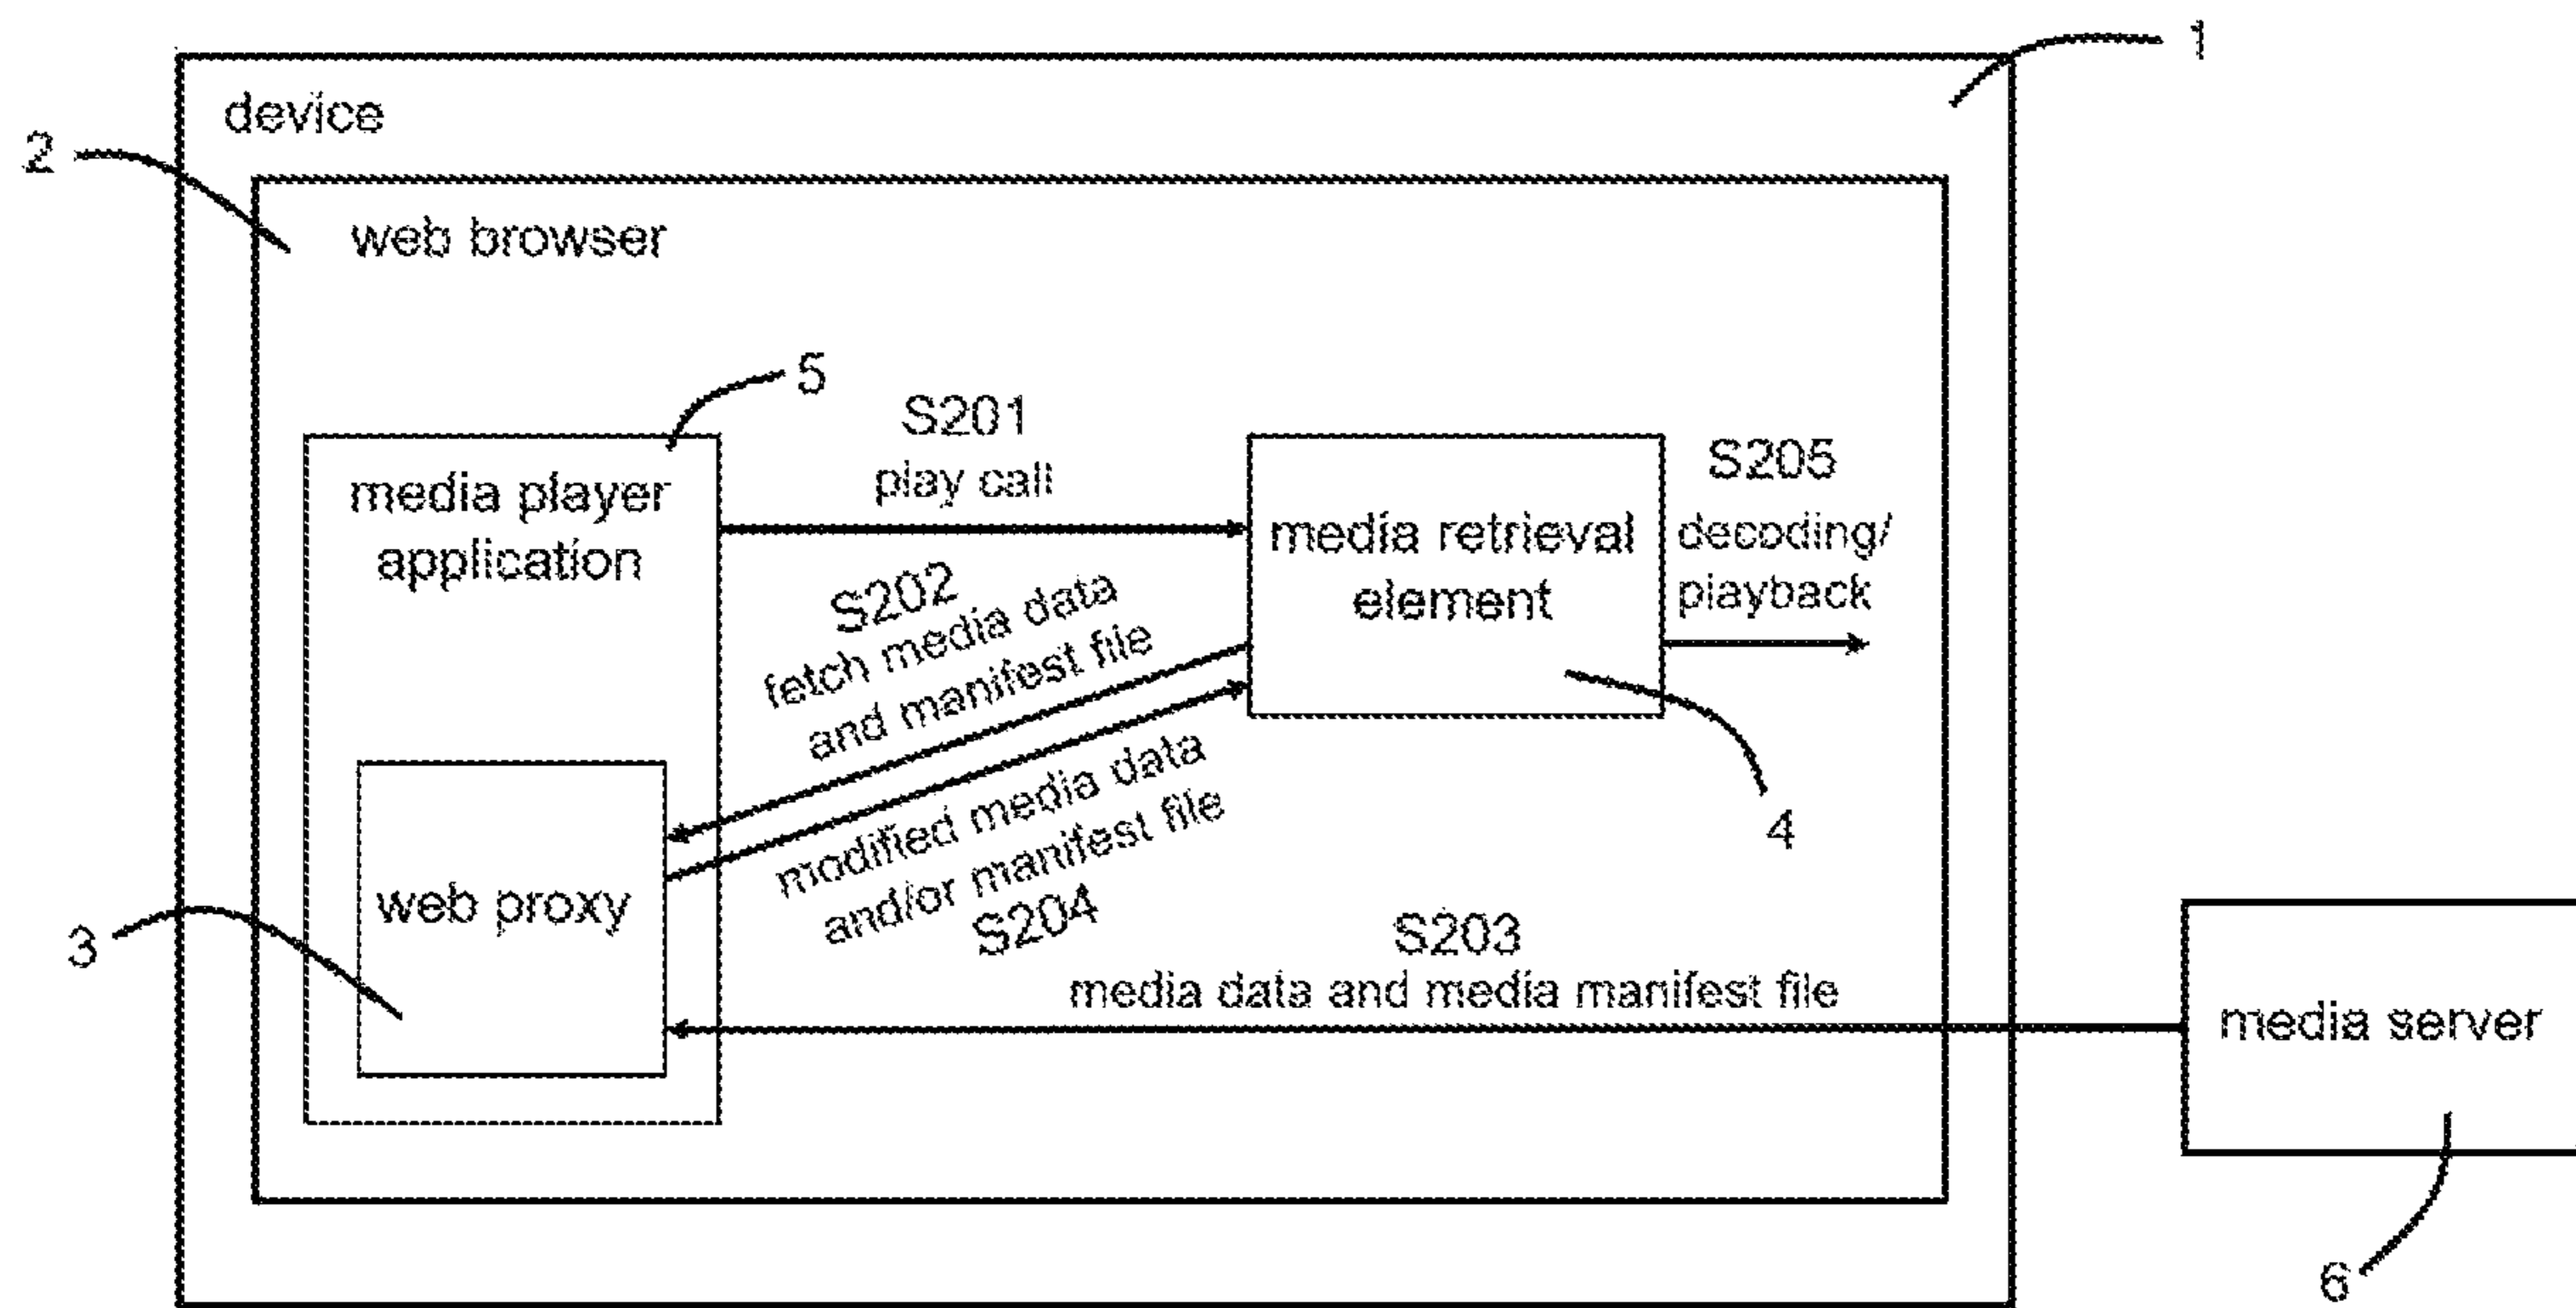 1
device
2
web browser
5
S201
play call
media player
application
S205
decoding/
playback
media retrieval
element
S202
fetch media data
and manifest file
modified media data
and/or manifest file
S204
4
web proxy
3
S203
media data and media manifest file
media server
6